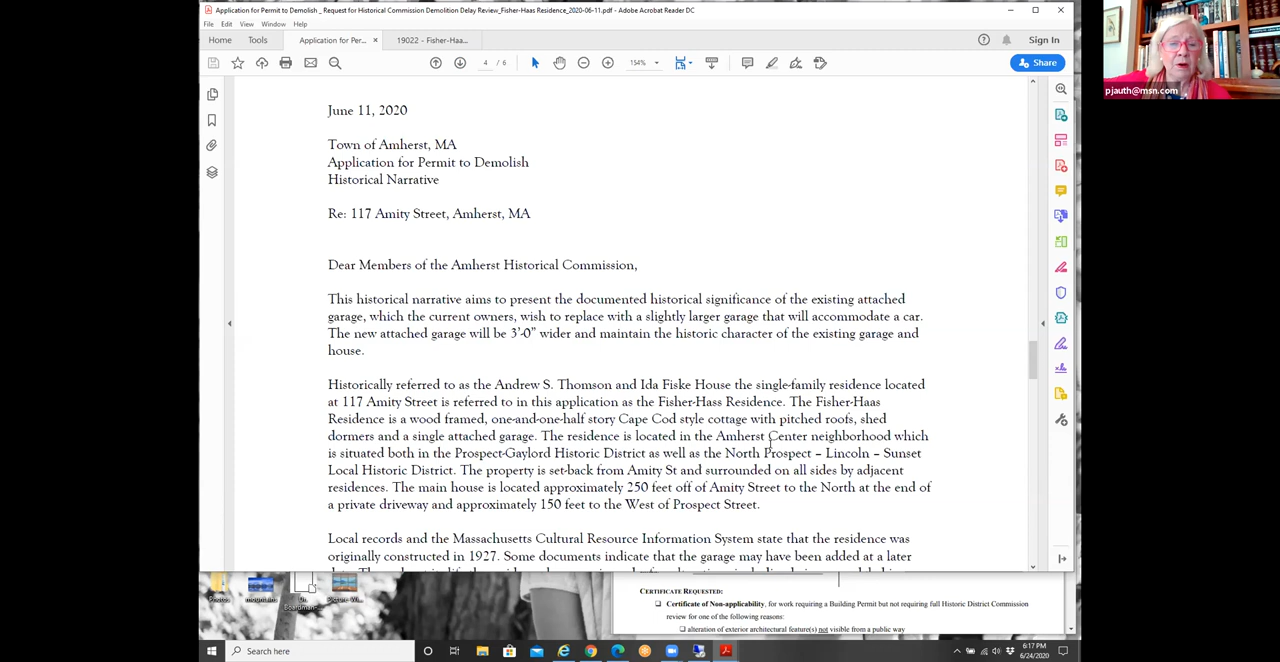 Application for Permit to Demolish _ Request for Historical Commission Demolition Delay Review_Fisher-Haas Residence_2020-06-11.pdf - Adobe Acrobat Reader DC
File Edit View Window Help
Home Tools Application for Per... × 19022 - Fisher-Haa... Sign In
4 / 6 154% Share
pjauth@msn.com
June 11, 2020
Town of Amherst, MA
Application for Permit to Demolish
Historical Narrative
Re: 117 Amity Street, Amherst, MA
Dear Members of the Amherst Historical Commission,
This historical narrative aims to present the documented historical significance of the existing attached
garage, which the current owners, wish to replace with a slightly larger garage that will accommodate a car.
The new attached garage will be 3’-0” wider and maintain the historic character of the existing garage and
house.
Historically referred to as the Andrew S. Thomson and Ida Fiske House the single-family residence located
at 117 Amity Street is referred to in this application as the Fisher-Hass Residence. The Fisher-Haas
Residence is a wood framed, one-and-one-half story Cape Cod style cottage with pitched roofs, shed
dormers and a single attached garage. The residence is located in the Amherst Center neighborhood which
is situated both in the Prospect-Gaylord Historic District as well as the North Prospect – Lincoln – Sunset
Local Historic District. The property is set-back from Amity St and surrounded on all sides by adjacent
residences. The main house is located approximately 250 feet off of Amity Street to the North at the end of
a private driveway and approximately 150 feet to the West of Prospect Street.
Local records and the Massachusetts Cultural Resource Information System state that the residence was
originally constructed in 1927. Some documents indicate that the garage may have been added at a later
Photos mountains Dr. Boardman-... Picture-Wi...
CERTIFICATE REQUESTED:
Certificate of Non-applicability, for work requiring a Building Permit but not requiring full Historic District Commission
review for one of the following reasons:
alteration of exterior architectural feature(s) not visible from a public way
Search here
6:17 PM
6/24/2020